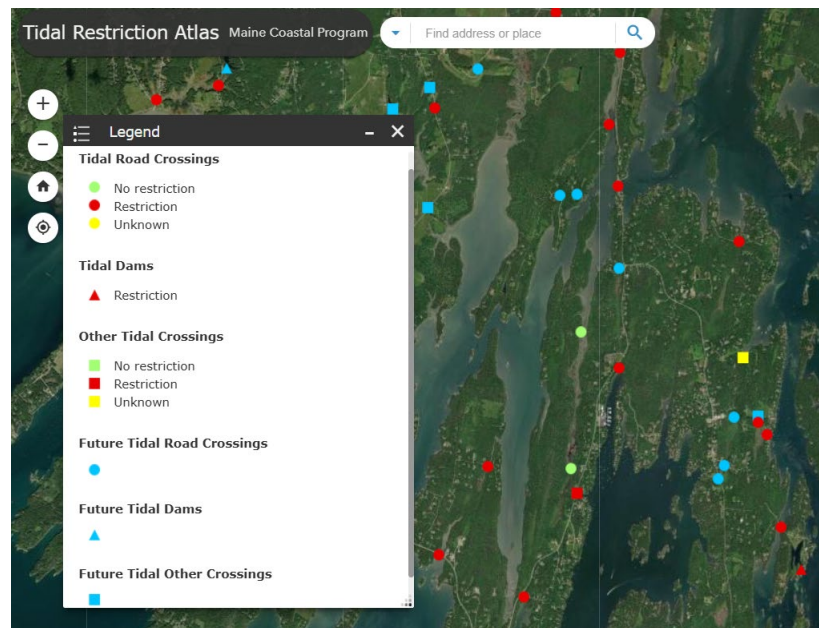 Tidal Restriction Atlas Maine Coastal Program
Find address or place
Legend
Tidal Road Crossings
No restriction
Restriction
Unknown
Tidal Dams
Restriction
Other Tidal Crossings
No restriction
Restriction
Unknown
Future Tidal Road Crossings
Future Tidal Dams
Future Tidal Other Crossings